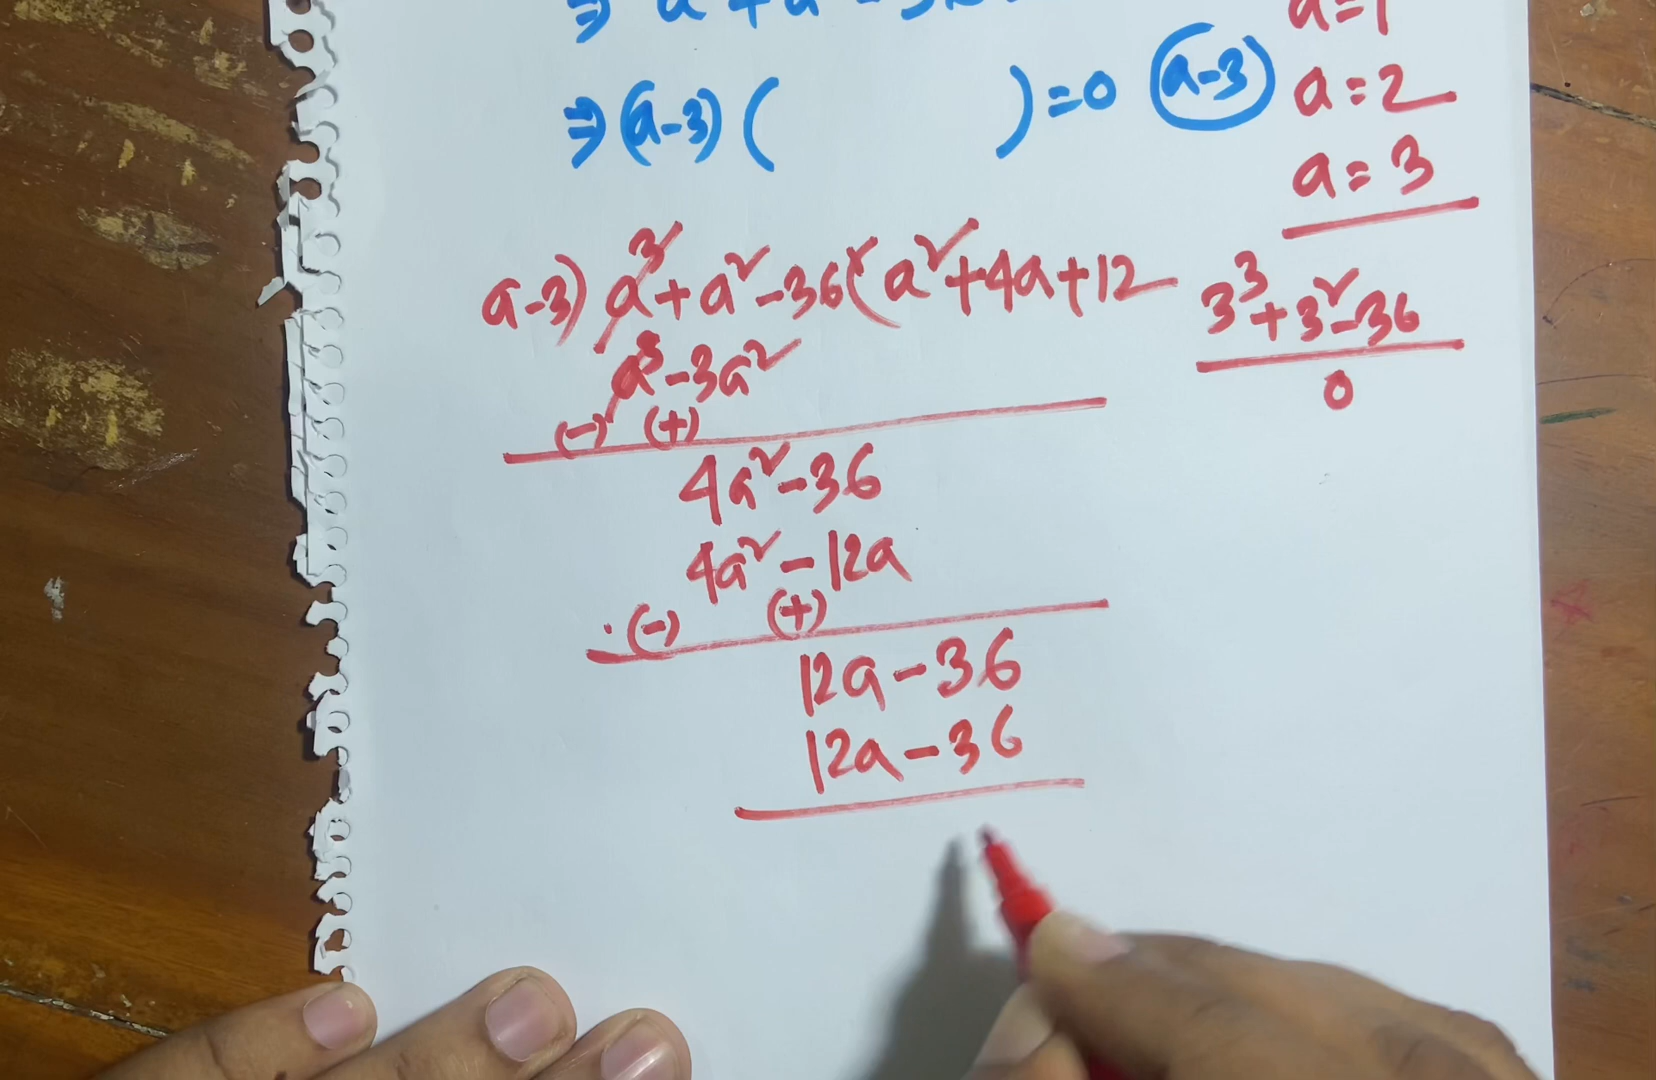 ⇒ (a-3) ( ) = 0 (a-3)
a=1
a=2
a=3
a-3) a³+a²-36 (a²+4a+12
a³-3a²
(-) (+)
4a²-36
4a²-12a
(-) (+)
12a-36
12a-36
3³+3²-36
0